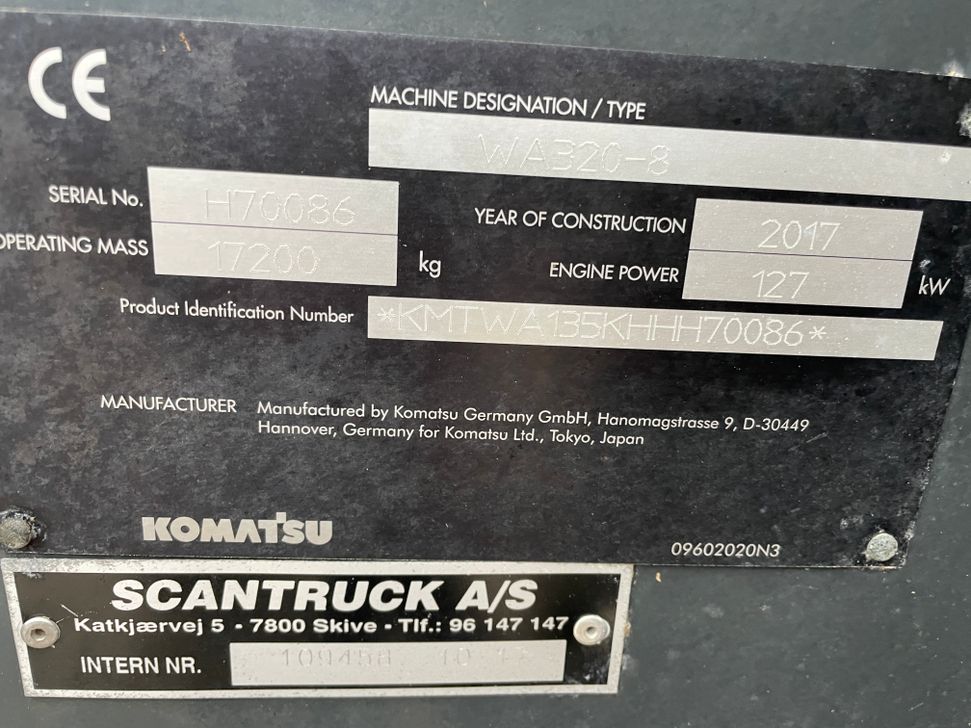 CE
MACHINE DESIGNATION / TYPE
WA320-8
SERIAL No. H70086
YEAR OF CONSTRUCTION 2017
OPERATING MASS 17200 kg
ENGINE POWER 127 kW
Product Identification Number *KMTWA135KHHH70086*
MANUFACTURER Manufactured by Komatsu Germany GmbH, Hanomagstrasse 9, D-30449
Hannover, Germany for Komatsu Ltd., Tokyo, Japan
KOMATSU
09602020N3
SCANTRUCK A/S
Katkjærvej 5 - 7800 Skive - Tlf.: 96 147 147
INTERN NR. 109458 10